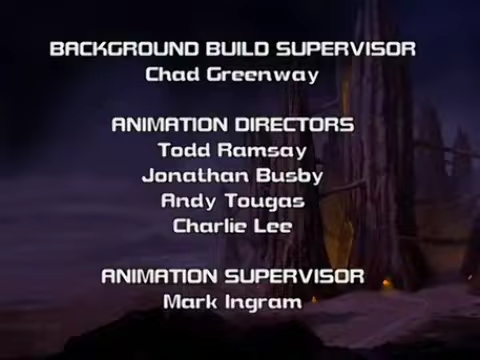 BACKGROUND BUILD SUPERVISOR
Chad Greenway
ANIMATION DIRECTORS
Todd Ramsay
Jonathan Busby
Andy Tougas
Charlie Lee
ANIMATION SUPERVISOR
Mark Ingram